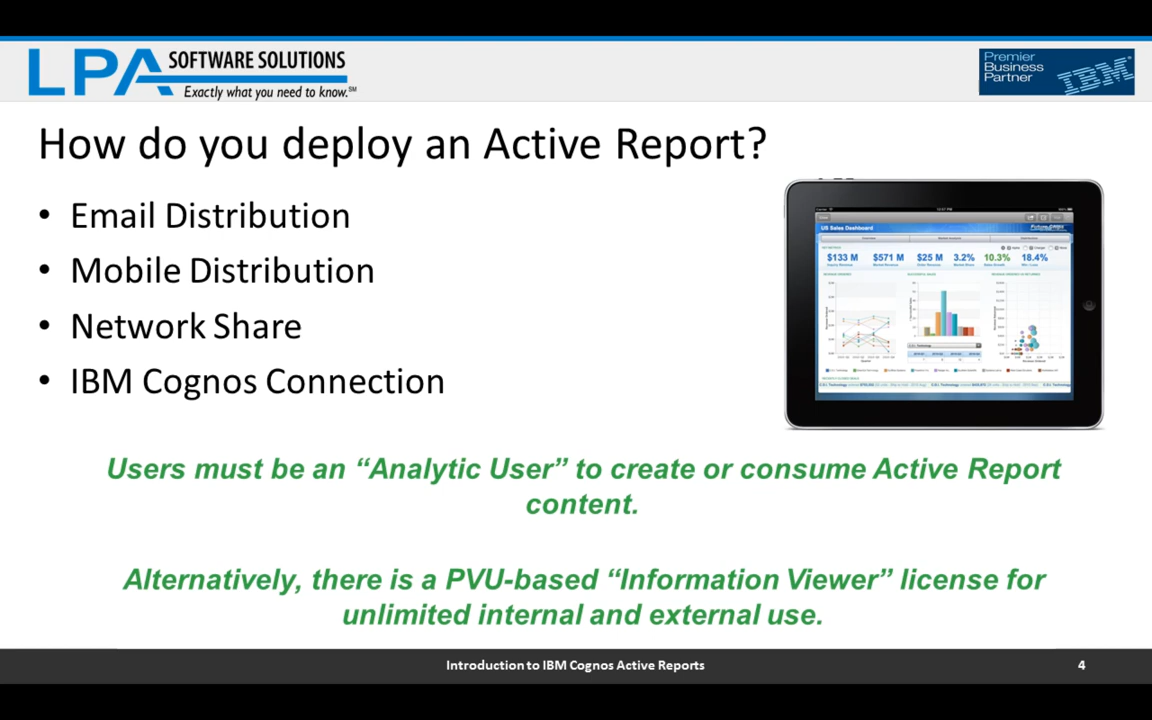 LPA SOFTWARE SOLUTIONS
Exactly what you need to know.℠
Premier
Business
Partner
IBM
How do you deploy an Active Report?
• Email Distribution
• Mobile Distribution
• Network Share
• IBM Cognos Connection
US Sales Dashboard
$133 M $571 M $25 M 3.2% 10.3% 18.4%
Users must be an “Analytic User” to create or consume Active Report
content.
Alternatively, there is a PVU-based “Information Viewer” license for
unlimited internal and external use.
Introduction to IBM Cognos Active Reports
4